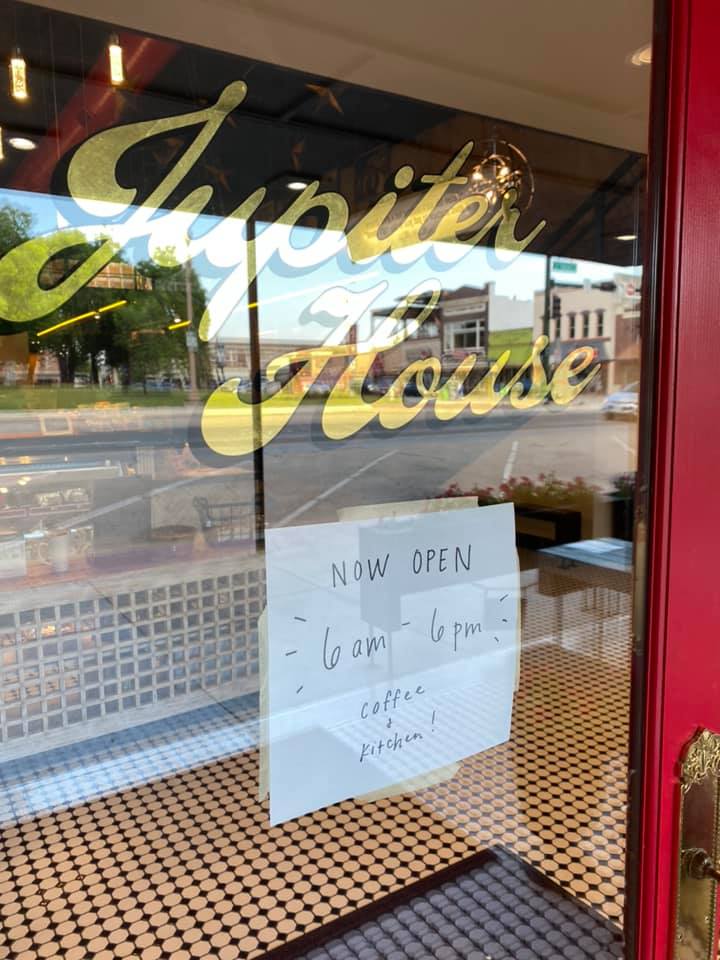 Jupiter
House
NOW OPEN
6 am - 6 pm
coffee
&
kitchen!